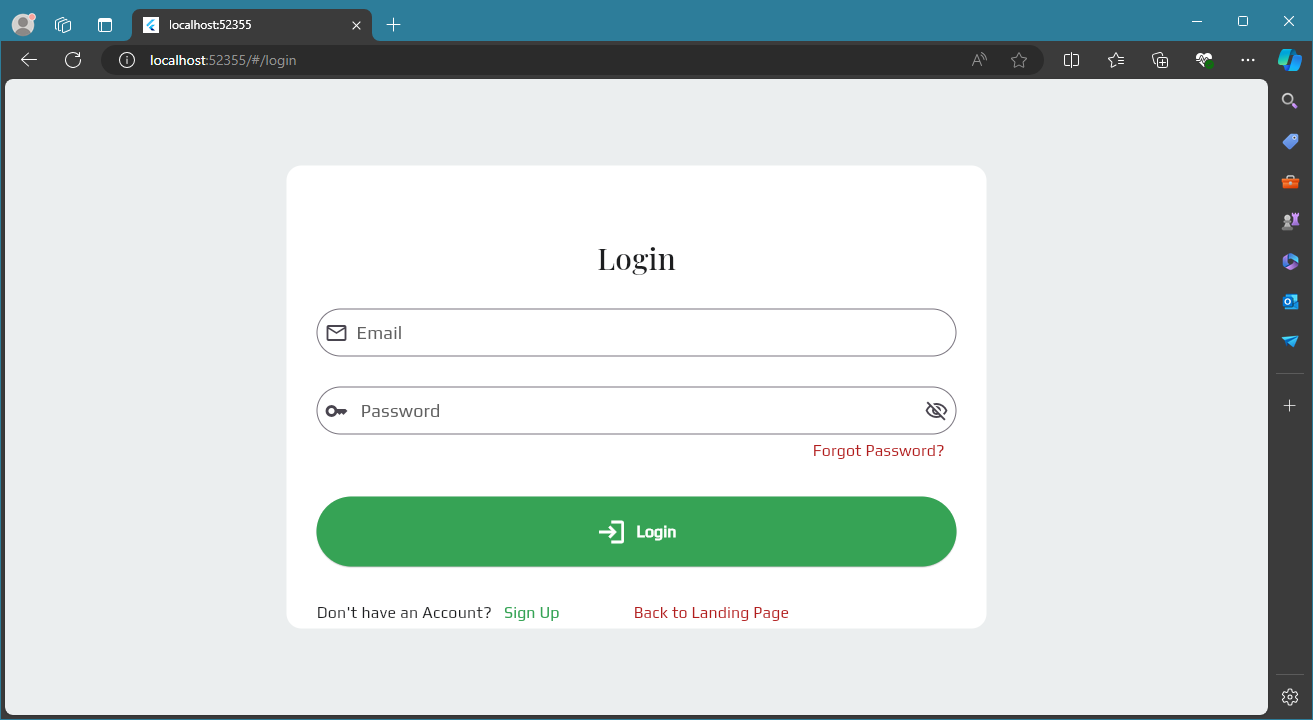 localhost:52355
localhost:52355/#/login
Login
Email
Password
Forgot Password?
Login
Don't have an Account? Sign Up Back to Landing Page